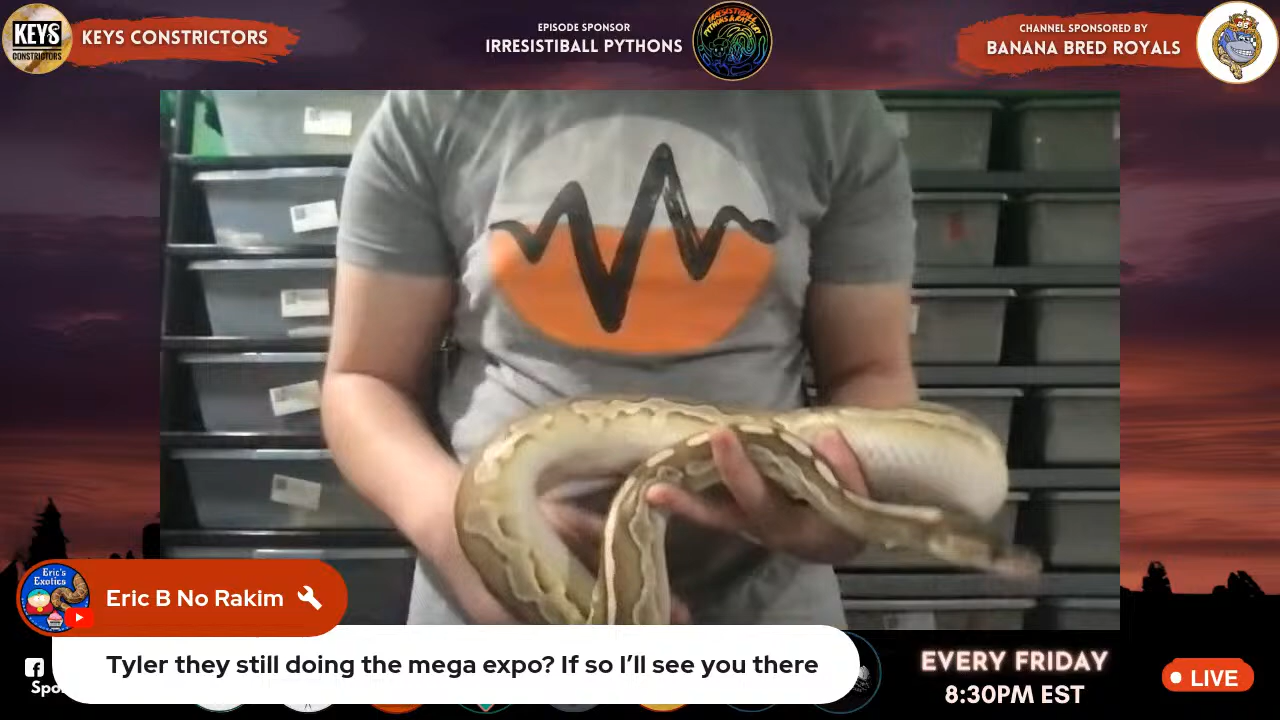 KEYS
CONSTRICTORS
KEYS CONSTRICTORS
EPISODE SPONSOR
IRRESISTIBALL PYTHONS
CHANNEL SPONSORED BY
BANANA BRED ROYALS
Eric's
Exotics
Eric B No Rakim
Tyler they still doing the mega expo? If so I’ll see you there
Spo
EVERY FRIDAY
8:30PM EST
LIVE